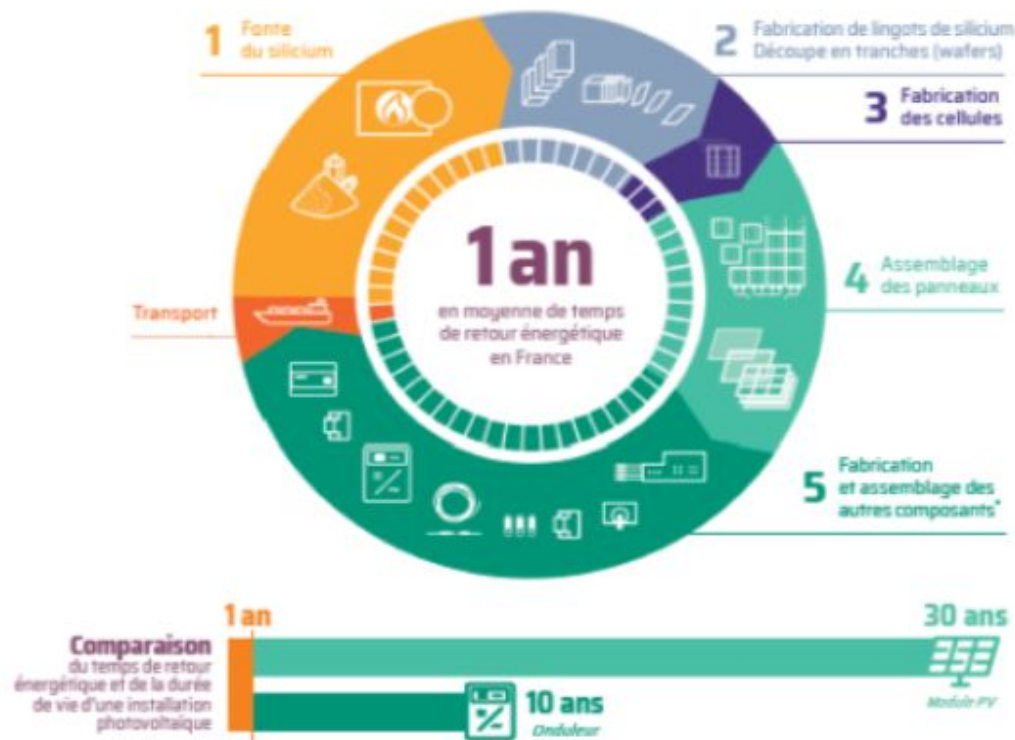 1 Fonte
du silicium
2 Fabrication de lingots de silicium
Découpe en tranches (wafers)
3 Fabrication
des cellules
4 Assemblage
des panneaux
Transport
1 an
en moyenne de temps
de retour énergétique
en France
5 Fabrication
et assemblage des
autres composants*
1 an
30 ans
Comparaison
du temps de retour
énergétique et de la durée
de vie d'une installation
photovoltaïque
Module PV
10 ans
Onduleur